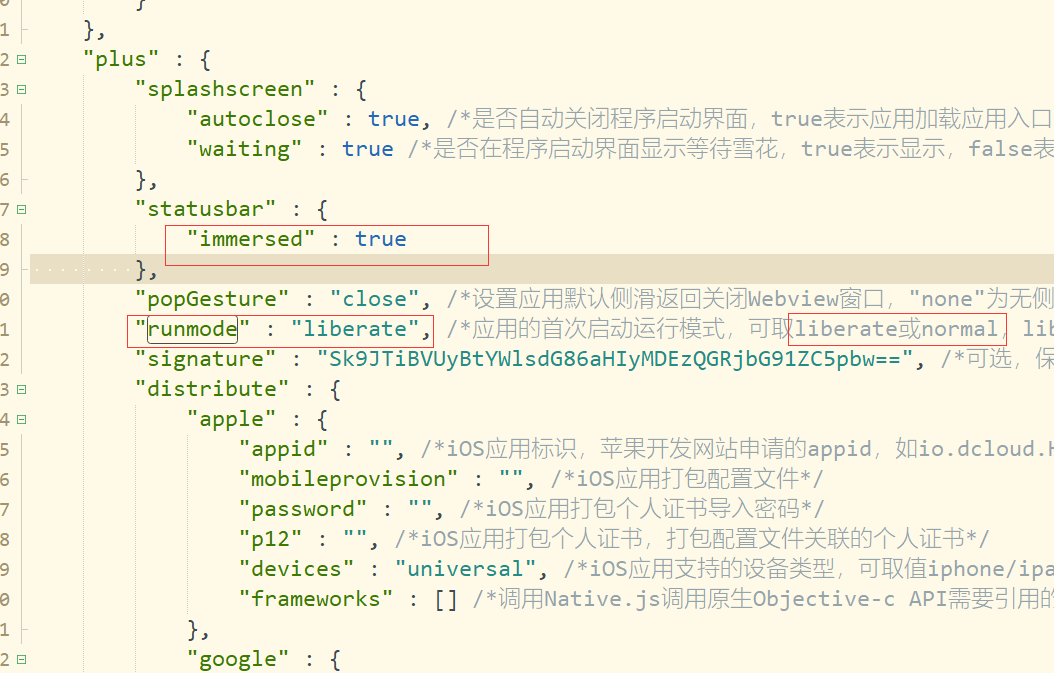 }
1 },
2 "plus" : {
3 "splashscreen" : {
4 "autoclose" : true, /*是否自动关闭程序启动界面，true表示应用加载应用入口
5 "waiting" : true /*是否在程序启动界面显示等待雪花，true表示显示，false表
6 },
7 "statusbar" : {
8 "immersed" : true
9 },
0 "popGesture" : "close", /*设置应用默认侧滑返回关闭Webview窗口，"none"为无侧
1 "runmode" : "liberate", /*应用的首次启动运行模式，可取liberate或normal，lib
2 "signature" : "Sk9JTiBVUyBtYWlsdG86aHIyMDEzQGRjbG91ZC5pbw==", /*可选，保
3 "distribute" : {
4 "apple" : {
5 "appid" : "", /*iOS应用标识，苹果开发网站申请的appid，如io.dcloud.H
6 "mobileprovision" : "", /*iOS应用打包配置文件*/
7 "password" : "", /*iOS应用打包个人证书导入密码*/
8 "p12" : "", /*iOS应用打包个人证书，打包配置文件关联的个人证书*/
9 "devices" : "universal", /*iOS应用支持的设备类型，可取值iphone/ipa
0 "frameworks" : [] /*调用Native.js调用原生Objective-c API需要引用的
1 },
2 "google" : {